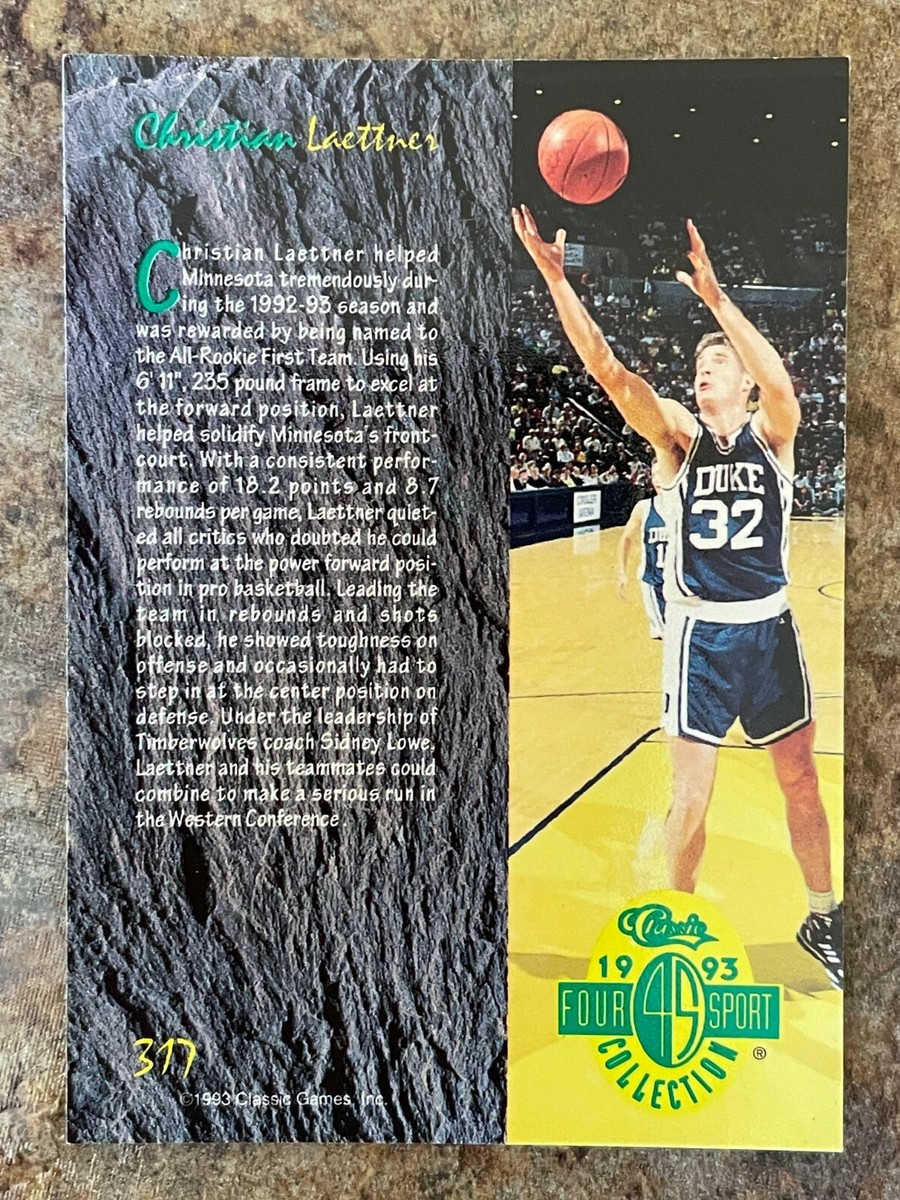 Christian Laettner
Christian Laettner helped
Minnesota tremendously dur-
ing the 1992-93 season and
was rewarded by being named to
the All-Rookie First Team. Using his
6' 11", 235 pound frame to excel at
the forward position, Laettner
helped solidify Minnesota's front-
court. With a consistent perfor-
mance of 18.2 points and 8.7
rebounds per game, Laettner quiet-
ed all critics who doubted he could
perform at the power forward posi-
tion in pro basketball. Leading the
team in rebounds and shots
blocked, he showed toughness on
offense and occasionally had to
step in at the center position on
defense. Under the leadership of
Timberwolves coach Sidney Lowe,
Laettner and his teammates could
combine to make a serious run in
the Western Conference.
317
©1993 Classic Games, Inc.
DUKE
32
CRISLER
ARENA
Classic
1993
FOUR 4S SPORT
COLLECTION®